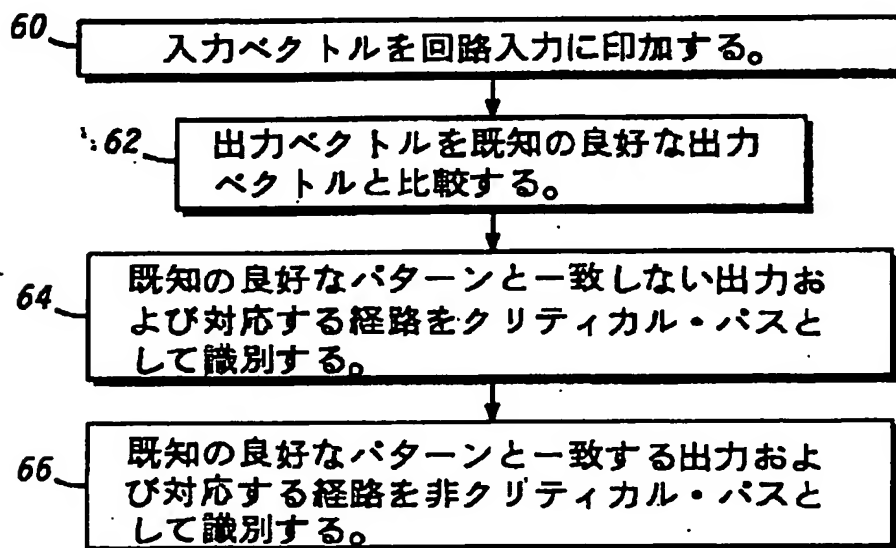 60
入力ベクトルを回路入力に印加する。
62
出力ベクトルを既知の良好な出力
ベクトルと比較する。
64
既知の良好なパターンと一致しない出力お
よび対応する経路をクリティカル・パスと
して識別する。
66
既知の良好なパターンと一致する出力およ
び対応する経路を非クリティカル・パスと
して識別する。